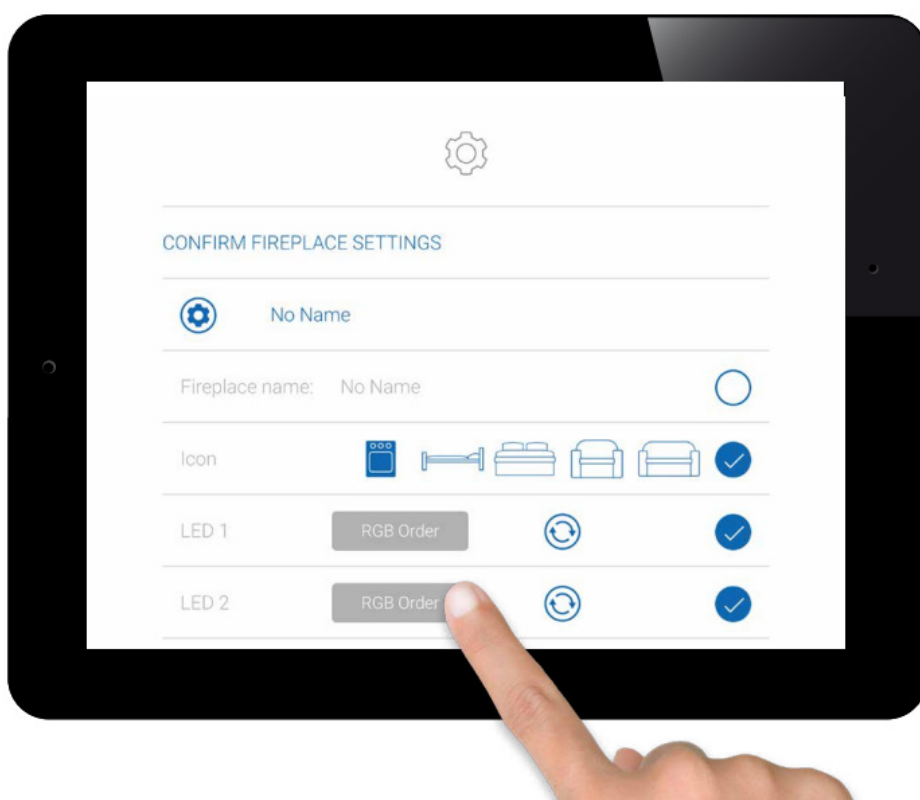 CONFIRM FIREPLACE SETTINGS
No Name
Fireplace name: No Name
Icon
LED 1 RGB Order
LED 2 RGB Order